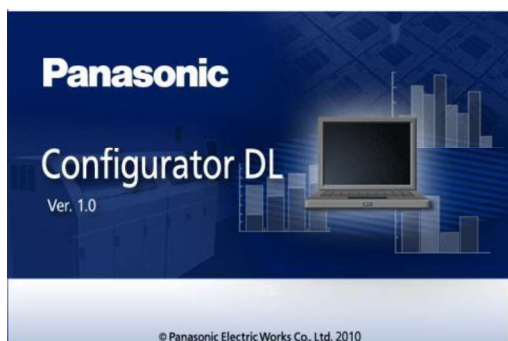 Panasonic
Configurator DL
Ver. 1.0
© Panasonic Electric Works Co., Ltd. 2010